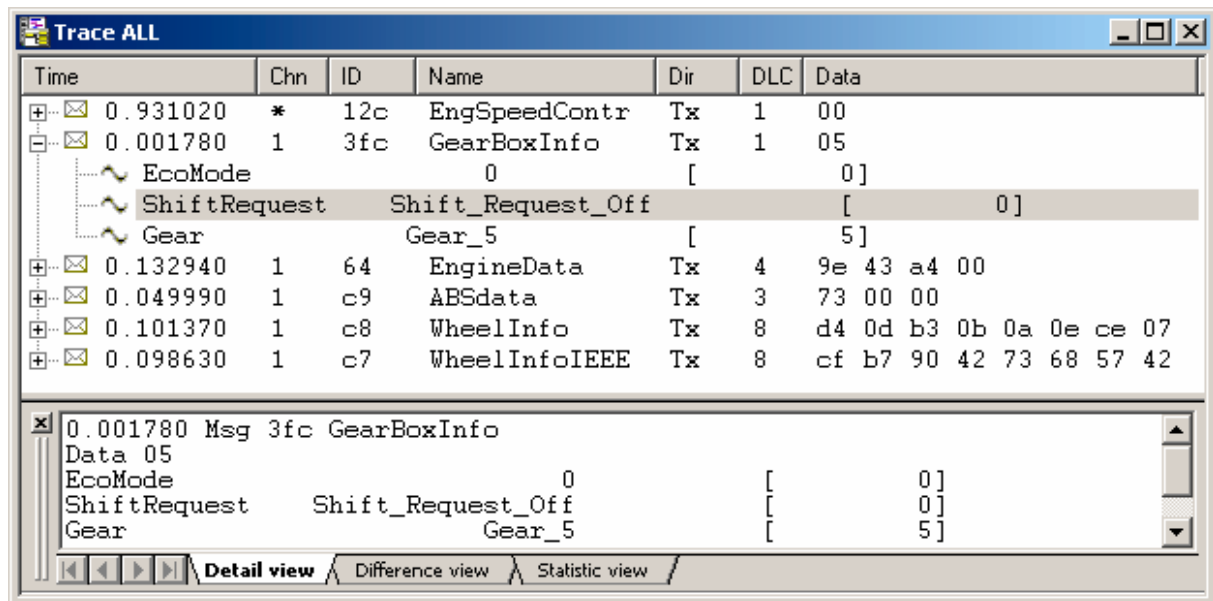 Trace ALL
Time Chn ID Name Dir DLC Data
0.931020 * 12c EngSpeedContr Tx 1 00
0.001780 1 3fc GearBoxInfo Tx 1 05
EcoMode 0 [ 0]
ShiftRequest Shift_Request_Off [ 0]
Gear Gear_5 [ 5]
0.132940 1 64 EngineData Tx 4 9e 43 a4 00
0.049990 1 c9 ABSdata Tx 3 73 00 00
0.101370 1 c8 WheelInfo Tx 8 d4 0d b3 0b 0a 0e ce 07
0.098630 1 c7 WheelInfoIEEE Tx 8 cf b7 90 42 73 68 57 42
0.001780 Msg 3fc GearBoxInfo
Data 05
EcoMode 0 [ 0]
ShiftRequest Shift_Request_Off [ 0]
Gear Gear_5 [ 5]
Detail view Difference view Statistic view